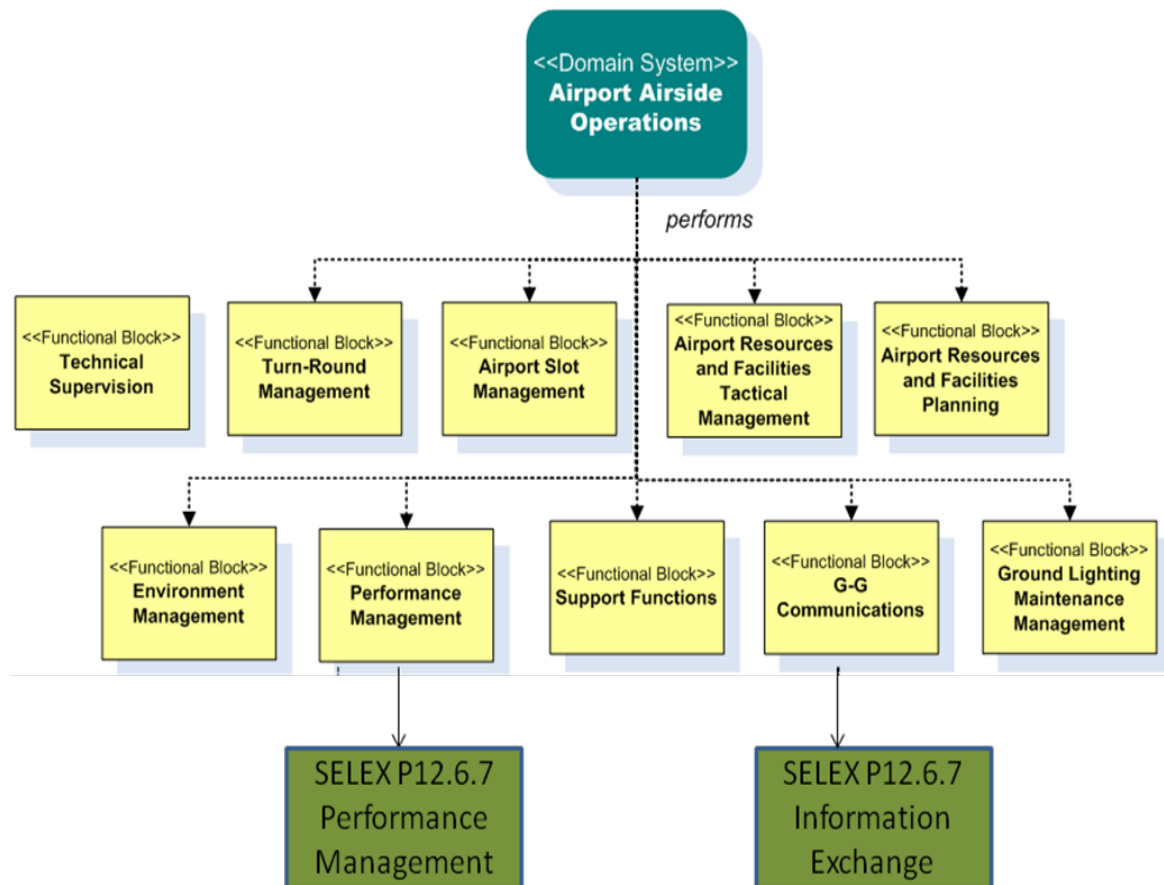 <<Domain System>>
Airport Airside
Operations
performs
<<Functional Block>>
Technical
Supervision
<<Functional Block>>
Turn-Round
Management
<<Functional Block>>
Airport Slot
Management
<<Functional Block>>
Airport Resources
and Facilities
Tactical
Management
<<Functional Block>>
Airport Resources
and Facilities
Planning
<<Functional Block>>
Environment
Management
<<Functional Block>>
Performance
Management
<<Functional Block>>
Support Functions
<<Functional Block>>
G-G
Communications
<<Functional Block>>
Ground Lighting
Maintenance
Management
SELEX P12.6.7
Performance
Management
SELEX P12.6.7
Information
Exchange